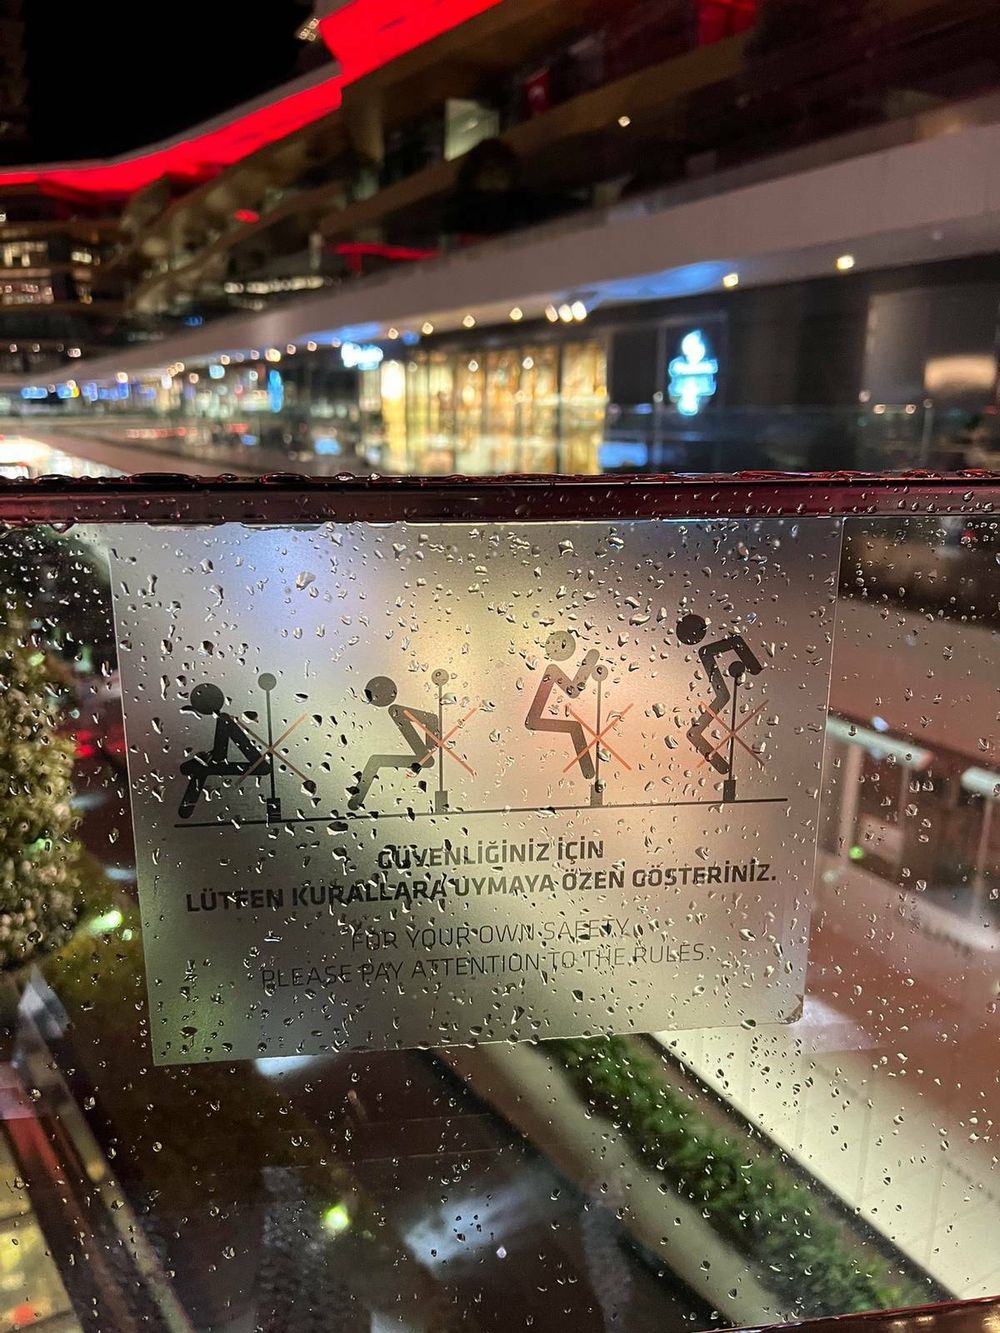 GÜVENLİĞİNİZ İÇİN
LÜTFEN KURALLARA UYMAYA ÖZEN GÖSTERİNİZ.
FOR YOUR OWN SAFETY,
PLEASE PAY ATTENTION TO THE RULES.